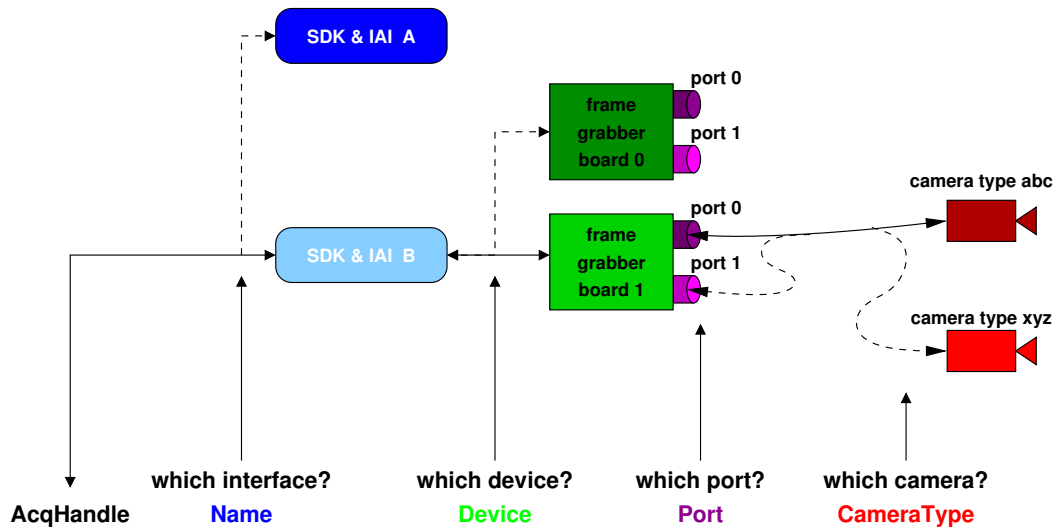 SDK & IAI A
port 0
frame
grabber
board 0
port 1
camera type abc
port 0
SDK & IAI B
frame
grabber
board 1
port 1
camera type xyz
which interface?
which device?
which port?
which camera?
AcqHandle
Name
Device
Port
CameraType